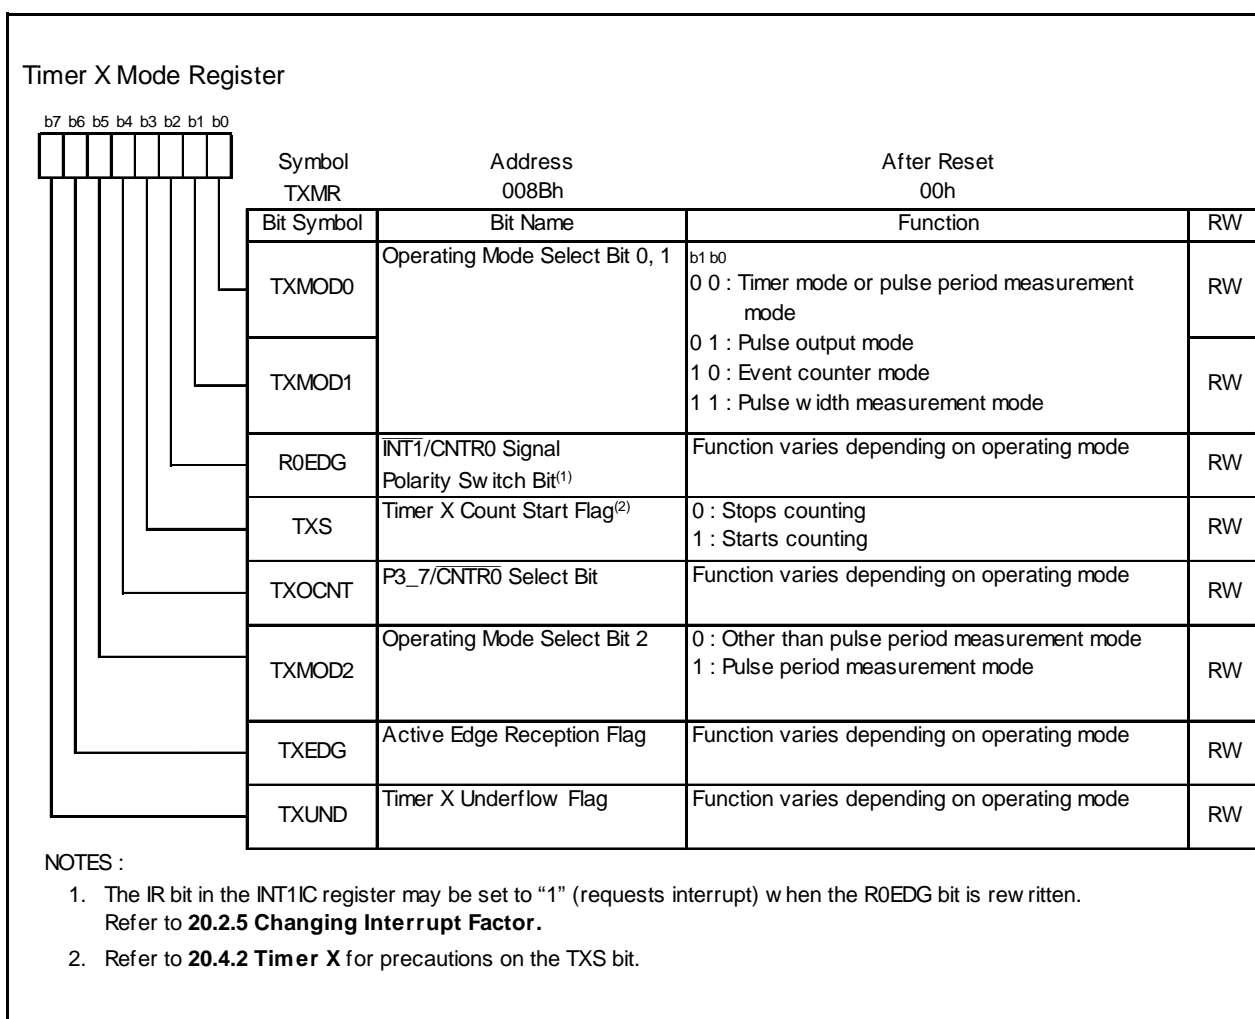 Timer X Mode Register
b7 b6 b5 b4 b3 b2 b1 b0
Symbol Address After Reset
TXMR 008Bh 00h
Bit Symbol Bit Name Function RW
TXMOD0 Operating Mode Select Bit 0, 1 b1 b0
0 0 : Timer mode or pulse period measurement mode RW
0 1 : Pulse output mode
TXMOD1 1 0 : Event counter mode RW
1 1 : Pulse width measurement mode
R0EDG INT1/CNTR0 Signal Function varies depending on operating mode RW
Polarity Switch Bit(1)
TXS Timer X Count Start Flag(2) 0 : Stops counting RW
1 : Starts counting
TXOCNT P3_7/CNTR0 Select Bit Function varies depending on operating mode RW
TXMOD2 Operating Mode Select Bit 2 0 : Other than pulse period measurement mode RW
1 : Pulse period measurement mode
TXEDG Active Edge Reception Flag Function varies depending on operating mode RW
TXUND Timer X Underflow Flag Function varies depending on operating mode RW
NOTES :
1. The IR bit in the INT1IC register may be set to “1” (requests interrupt) when the R0EDG bit is rewritten.
Refer to 20.2.5 Changing Interrupt Factor.
2. Refer to 20.4.2 Timer X for precautions on the TXS bit.